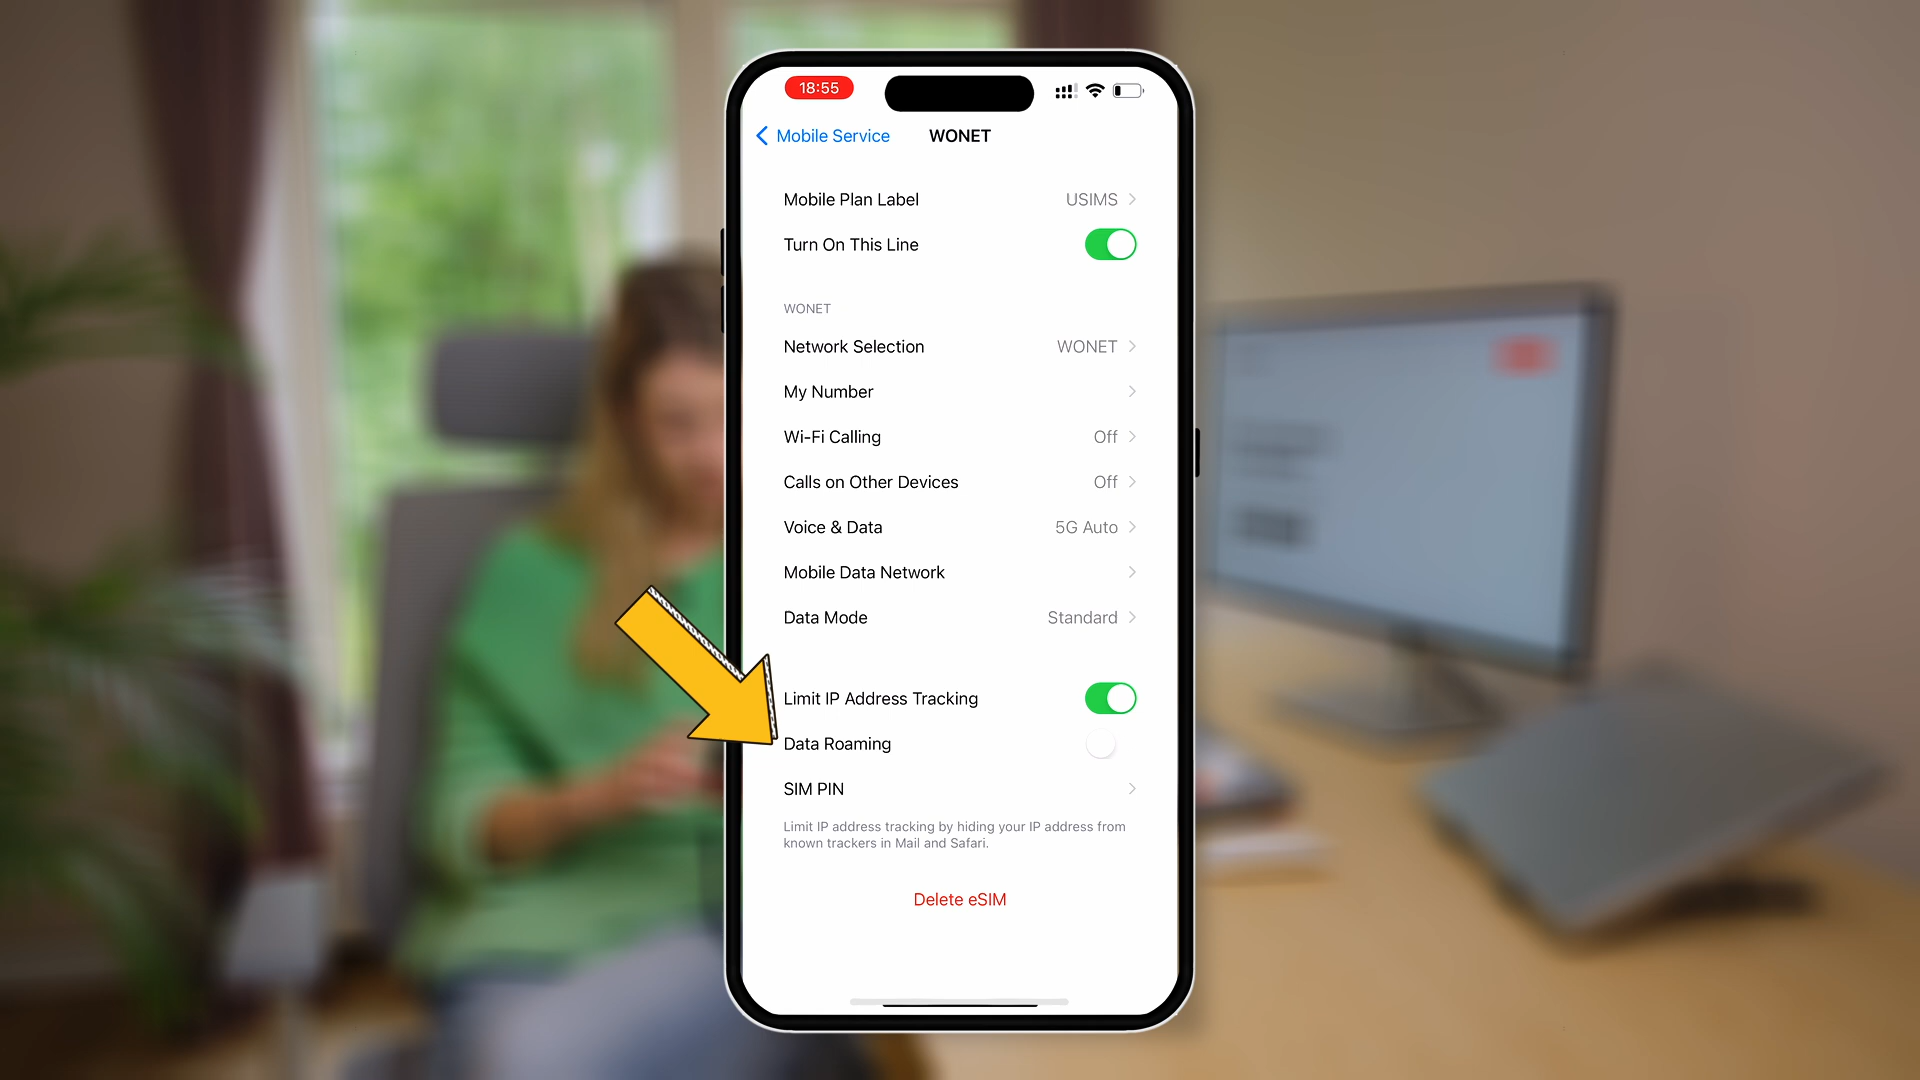 18:55
Mobile Service
WONET
Mobile Plan Label USIMS
Turn On This Line
WONET
Network Selection WONET
My Number
Wi-Fi Calling Off
Calls on Other Devices Off
Voice & Data 5G Auto
Mobile Data Network
Data Mode Standard
Limit IP Address Tracking
Data Roaming
SIM PIN
Limit IP address tracking by hiding your IP address from
known trackers in Mail and Safari.
Delete eSIM